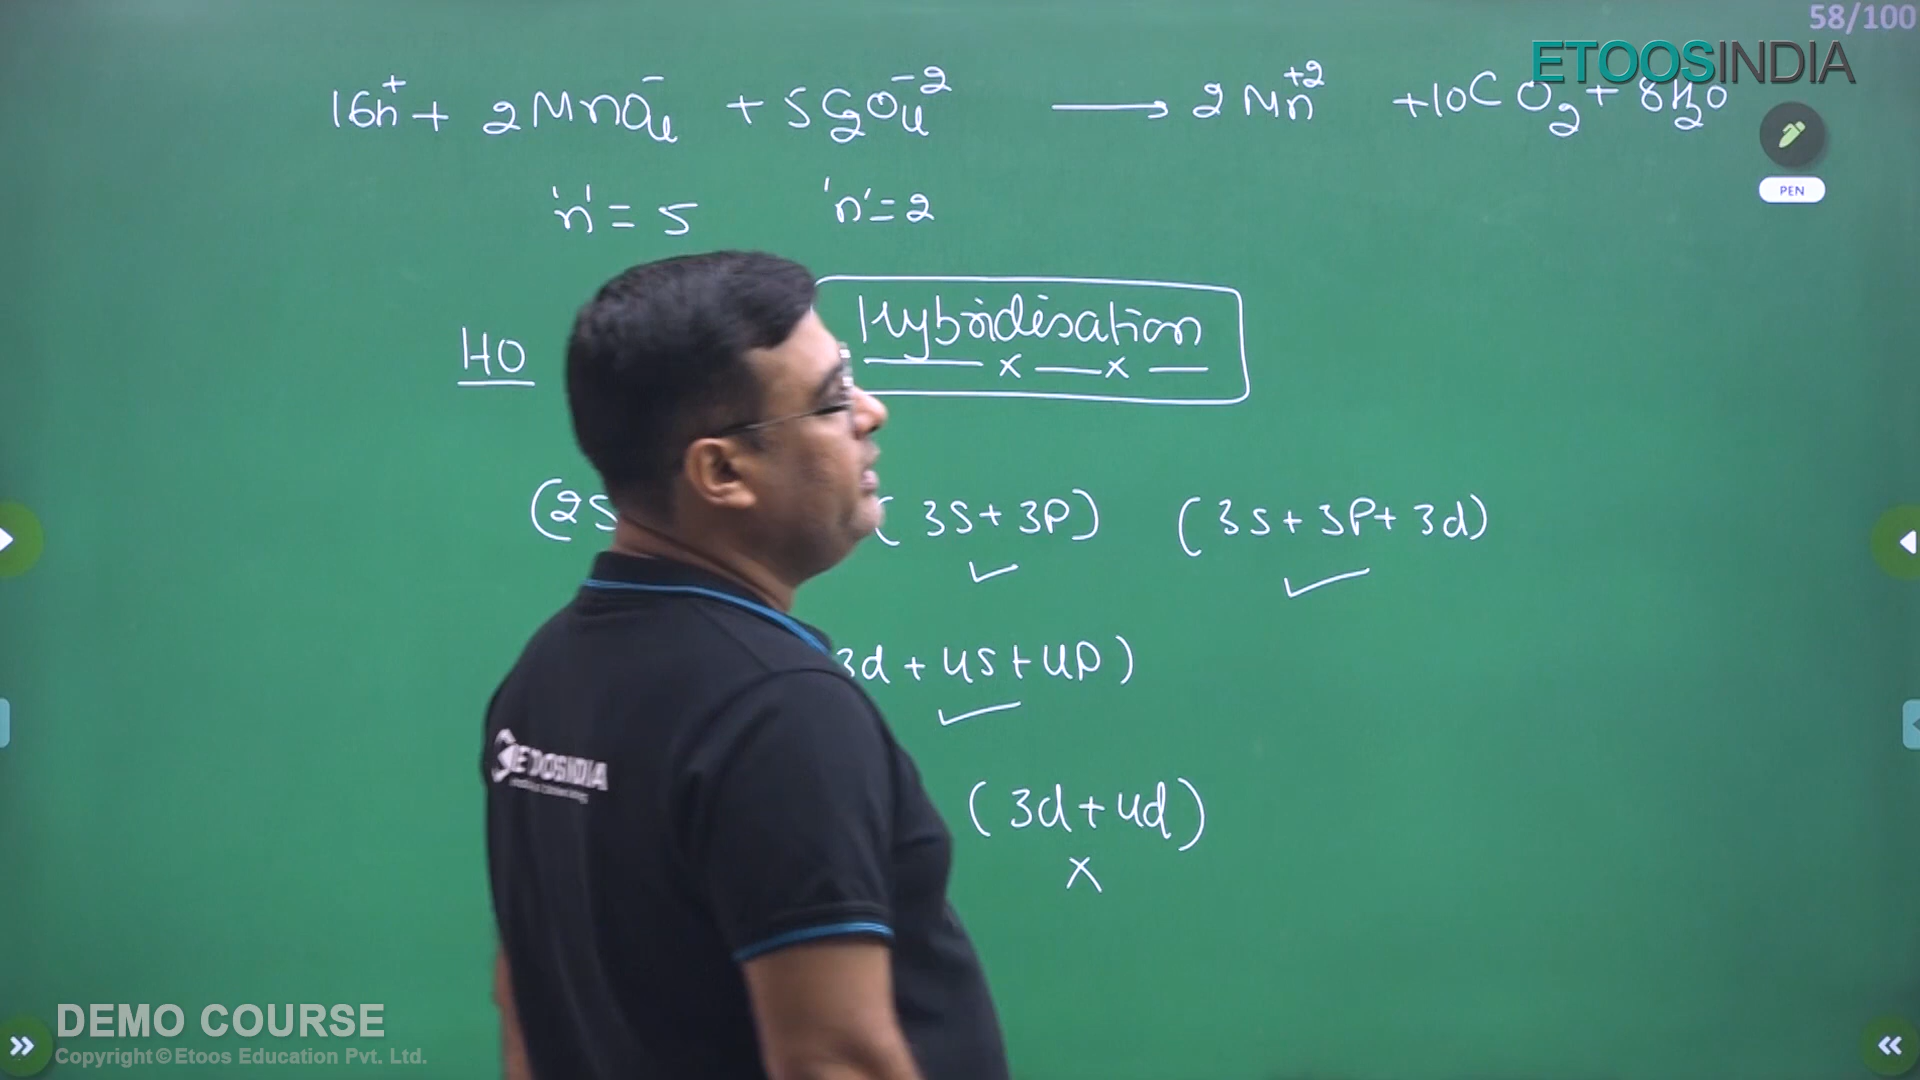 58/100
ETOOSINDIA
16H⁺ + 2MnO₄⁻ + 5C₂O₄⁻² ⟶ 2Mn⁺² + 10CO₂ + 8H₂O
PEN
'n' = 5 'n' = 2
Hybridisation
HO
(2S (3S + 3P) (3s + 3P + 3d)
✓ ✓
3d + 4S + 4P)
✓
ETOOSINDIA
(3d + 4d)
X
DEMO COURSE
Copyright © Etoos Education Pvt. Ltd.